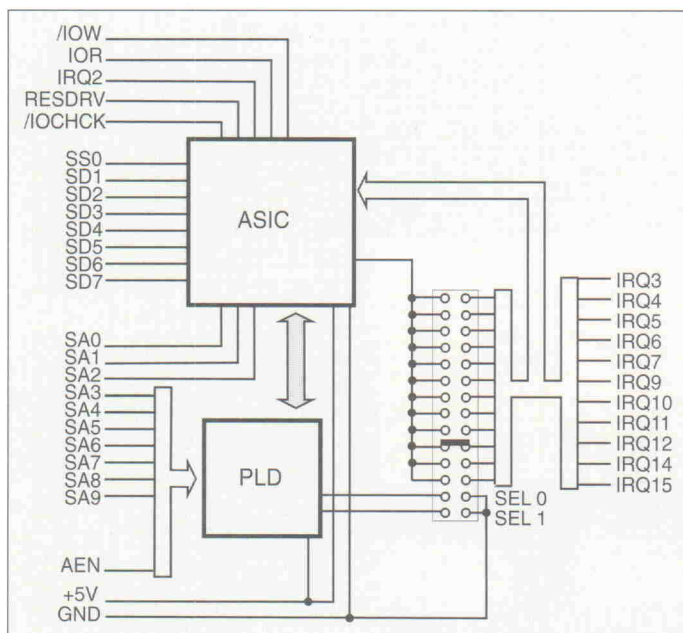 /IOW
IOR
IRQ2
RESDRV
/IOCHCK
SS0
SD1
SD2
SD3
SD4
SD5
SD6
SD7
ASIC
SA0
SA1
SA2
SA3
SA4
SA5
SA6
SA7
SA8
SA9
AEN
+5V
GND
PLD
IRQ3
IRQ4
IRQ5
IRQ6
IRQ7
IRQ9
IRQ10
IRQ11
IRQ12
IRQ14
IRQ15
SEL 0
SEL 1